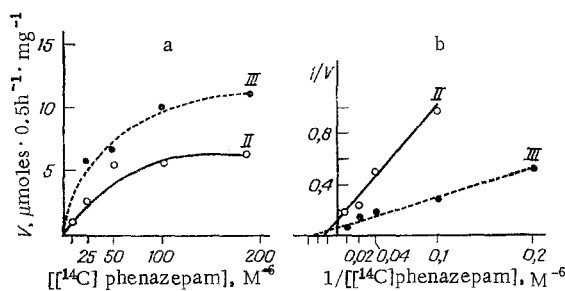 a
b
V, μmoles · 0.5h⁻¹ · mg⁻¹
15
10
5
25 50 100 200
III
II
[[¹⁴C] phenazepam], M⁻⁶
1/V
0,8
0,4
0,02 0,04 0,1 0,2
II
III
1/[[¹⁴C]phenazepam], M⁻⁶